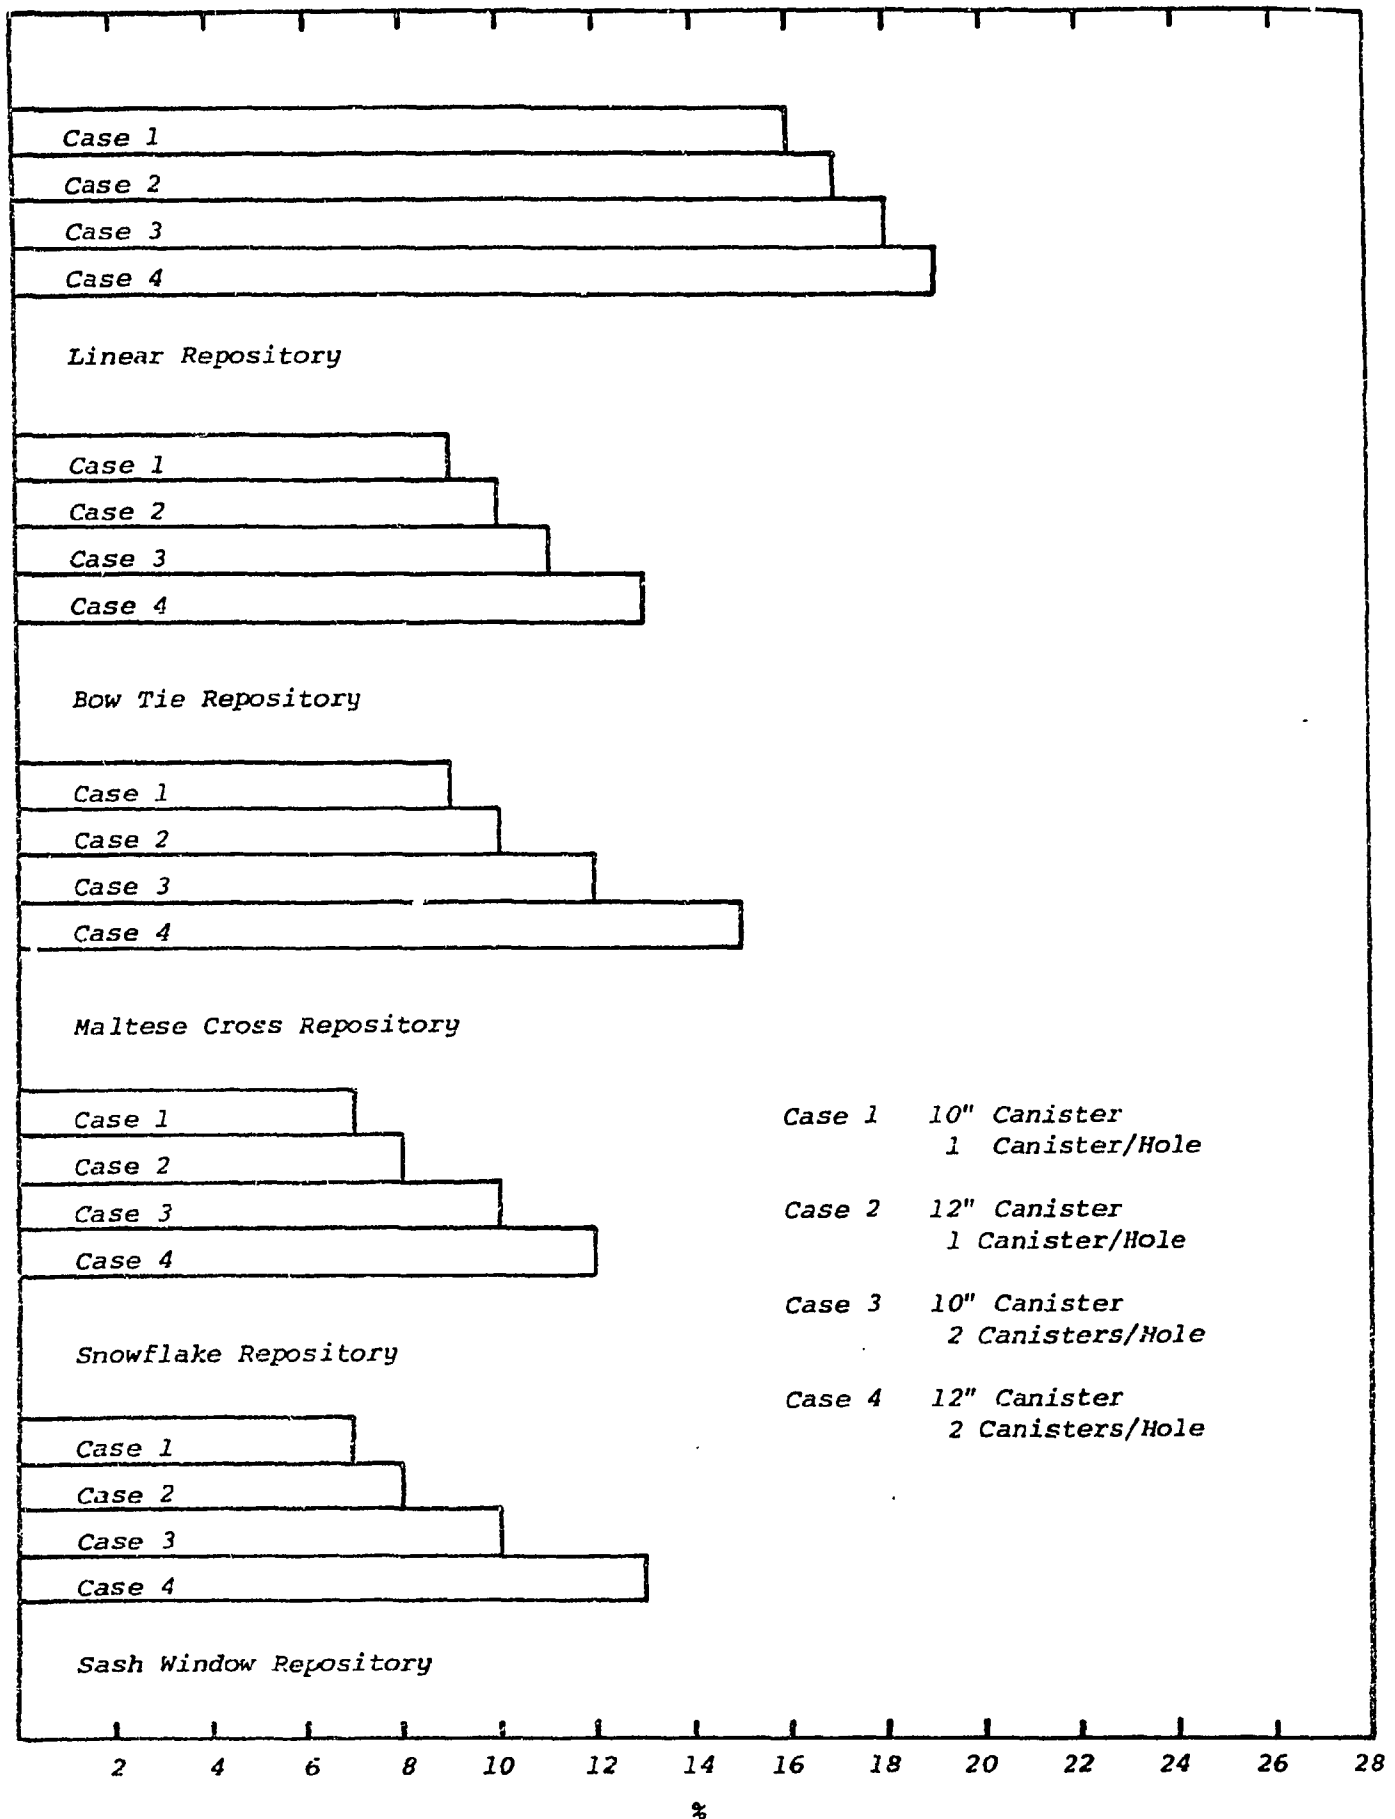 Case 1
Case 2
Case 3
Case 4
Linear Repository
Case 1
Case 2
Case 3
Case 4
Bow Tie Repository
Case 1
Case 2
Case 3
Case 4
Maltese Cross Repository
Case 1
Case 2
Case 3
Case 4
Snowflake Repository
Case 1
Case 2
Case 3
Case 4
Sash Window Repository
Case 1 10" Canister
1 Canister/Hole
Case 2 12" Canister
1 Canister/Hole
Case 3 10" Canister
2 Canisters/Hole
Case 4 12" Canister
2 Canisters/Hole
2 4 6 8 10 12 14 16 18 20 22 24 26 28
%